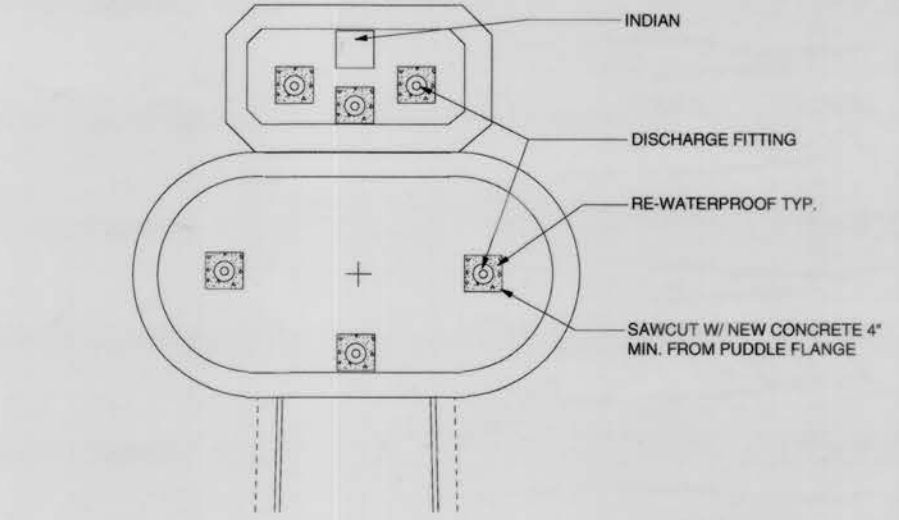 INDIAN
DISCHARGE FITTING
RE-WATERPROOF TYP.
SAWCUT W/ NEW CONCRETE 4"
MIN. FROM PUDDLE FLANGE